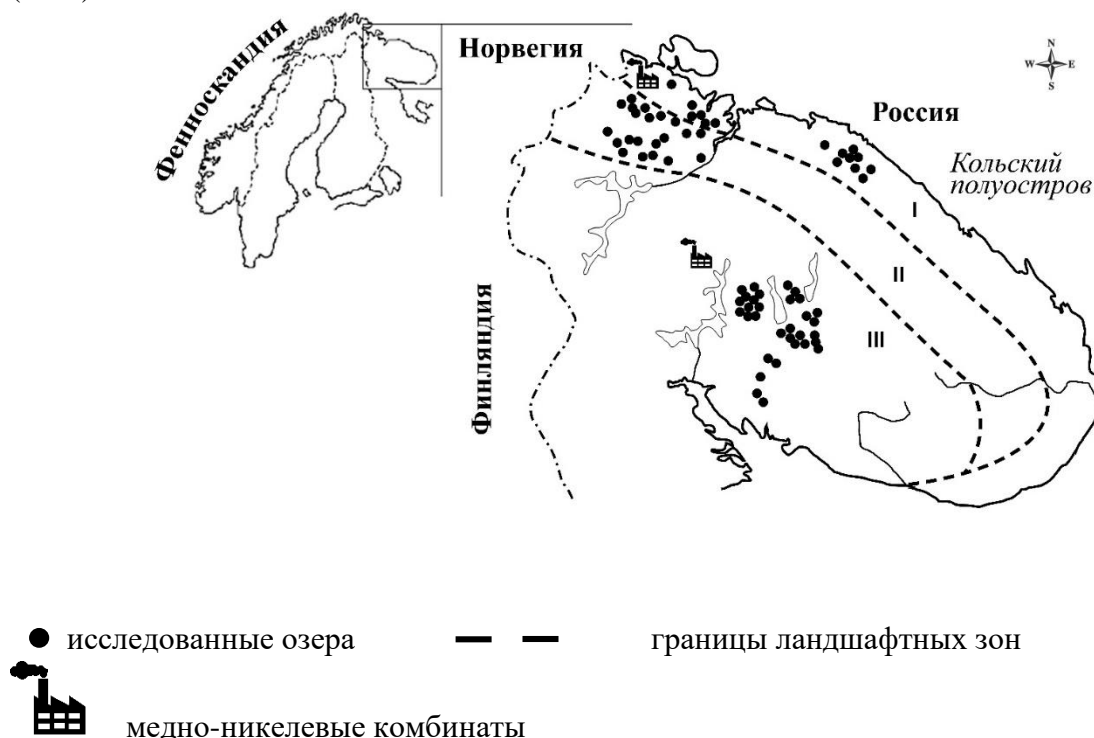 Фенноскандия
Норвегия
N
W E
S
Россия
Кольский
полуостров
I
II
III
Финляндия
исследованные озера
границы ландшафтных зон
медно-никелевые комбинаты